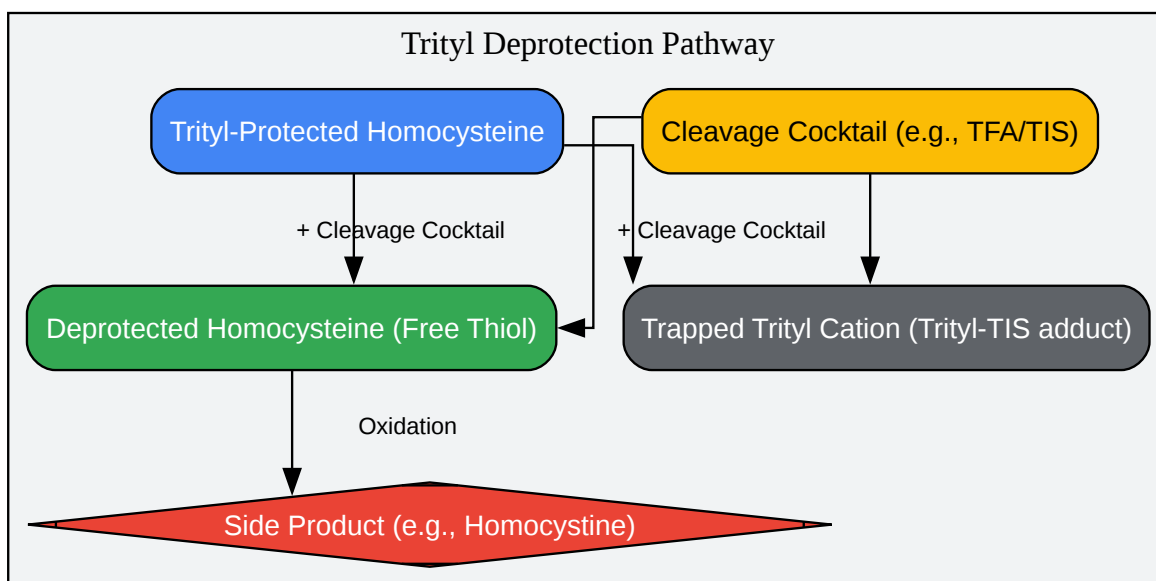 Trityl Deprotection Pathway
Trityl-Protected Homocysteine
Cleavage Cocktail (e.g., TFA/TIS)
+ Cleavage Cocktail
+ Cleavage Cocktail
Deprotected Homocysteine (Free Thiol)
Trapped Trityl Cation (Trityl-TIS adduct)
Oxidation
Side Product (e.g., Homocystine)